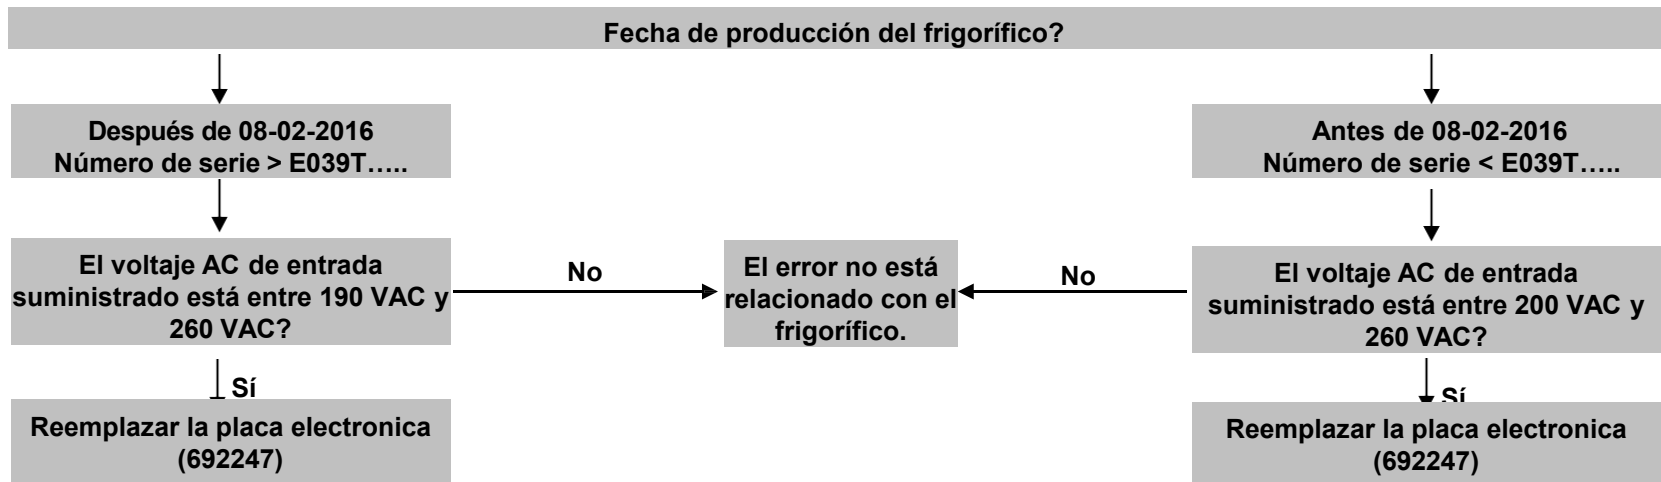 Fecha de producción del frigorífico?
Después de 08-02-2016
Número de serie > E039T…..
Antes de 08-02-2016
Número de serie < E039T…..
El voltaje AC de entrada
suministrado está entre 190 VAC y
260 VAC?
No
El error no está
relacionado con el
frigorífico.
No
El voltaje AC de entrada
suministrado está entre 200 VAC y
260 VAC?
Sí
Sí
Reemplazar la placa electronica
(692247)
Reemplazar la placa electronica
(692247)